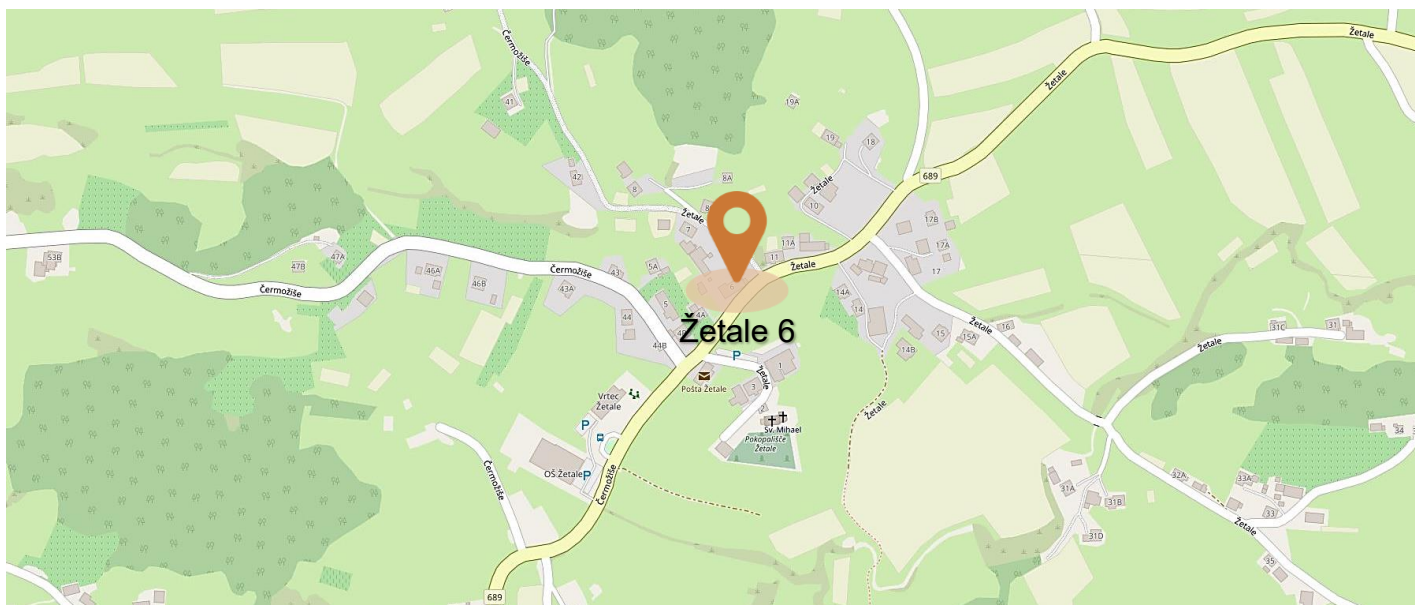 Čermožiše
Žetale
41
19A
Žetale
19
18
42
8
8A
Žetale
689
8
10
Žetale
7
17B
11A
17A
53B
47A
47B
46A
46B
43
43A
5A
11
Žetale
17
Čermožiše
Čermožiše
5
4A
14A
14
44
44B
Žetale 6
P
Žetale
15
15A
16
31C
31
Žetale
14B
1
Žetale
Pošta Žetale
3
2
Vrtec
Žetale
P
Sv. Mihael
Pokopališče
Žetale
Žetale
34
OŠ Žetale
P
Čermožiše
Čermožiše
31A
31B
31D
32A
33A
33
Žetale
35
689